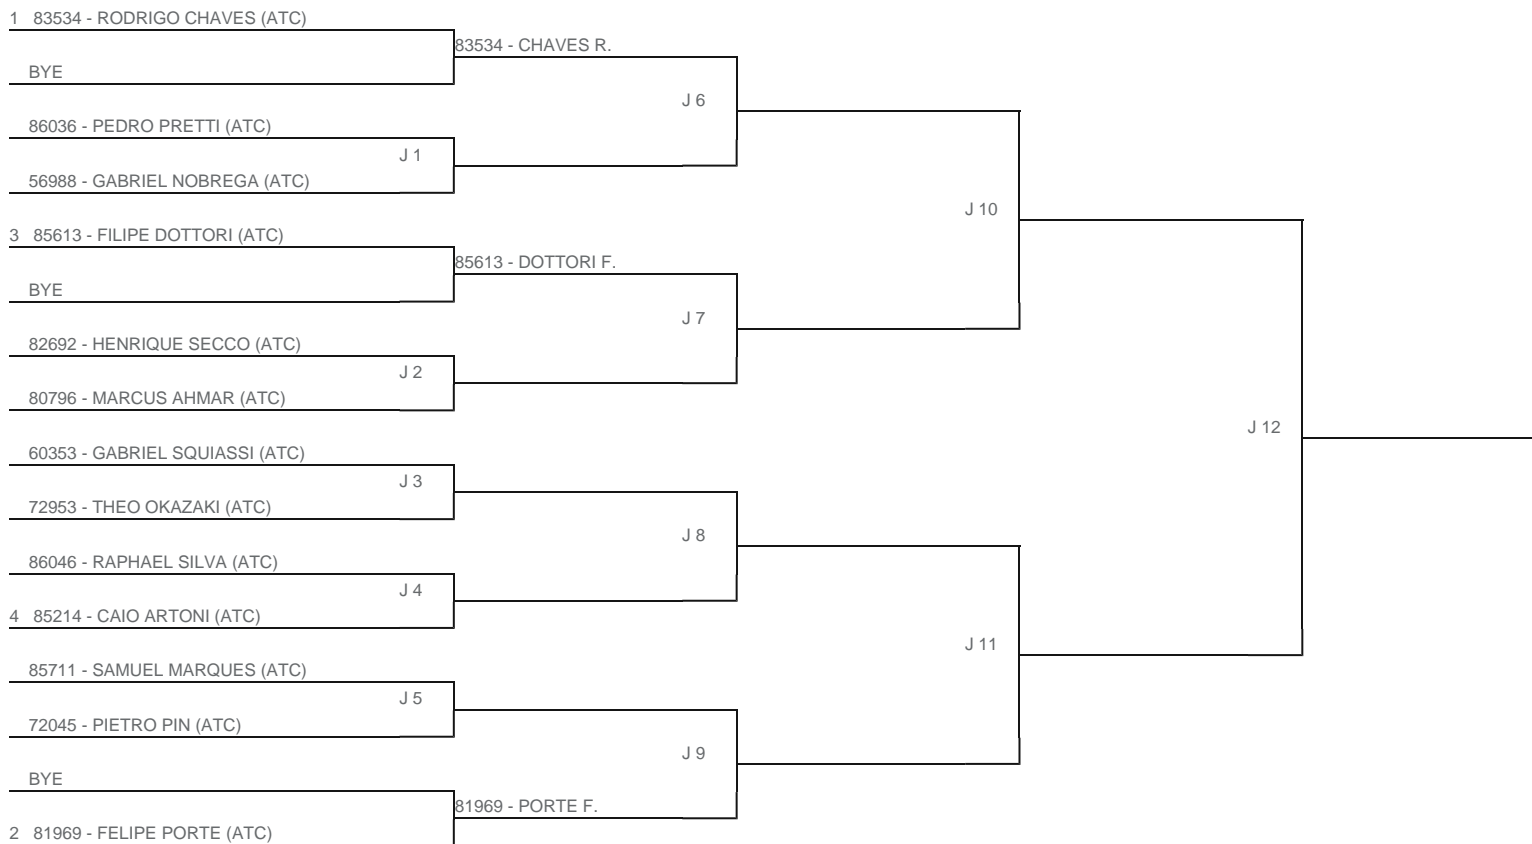 1 83534 - RODRIGO CHAVES (ATC)
83534 - CHAVES R.
BYE
J 6
86036 - PEDRO PRETTI (ATC)
J 1
56988 - GABRIEL NOBREGA (ATC)
J 10
3 85613 - FILIPE DOTTORI (ATC)
85613 - DOTTORI F.
BYE
J 7
82692 - HENRIQUE SECCO (ATC)
J 2
80796 - MARCUS AHMAR (ATC)
J 12
60353 - GABRIEL SQUIASSI (ATC)
J 3
72953 - THEO OKAZAKI (ATC)
J 8
86046 - RAPHAEL SILVA (ATC)
J 4
4 85214 - CAIO ARTONI (ATC)
J 11
85711 - SAMUEL MARQUES (ATC)
J 5
72045 - PIETRO PIN (ATC)
J 9
BYE
81969 - PORTE F.
2 81969 - FELIPE PORTE (ATC)